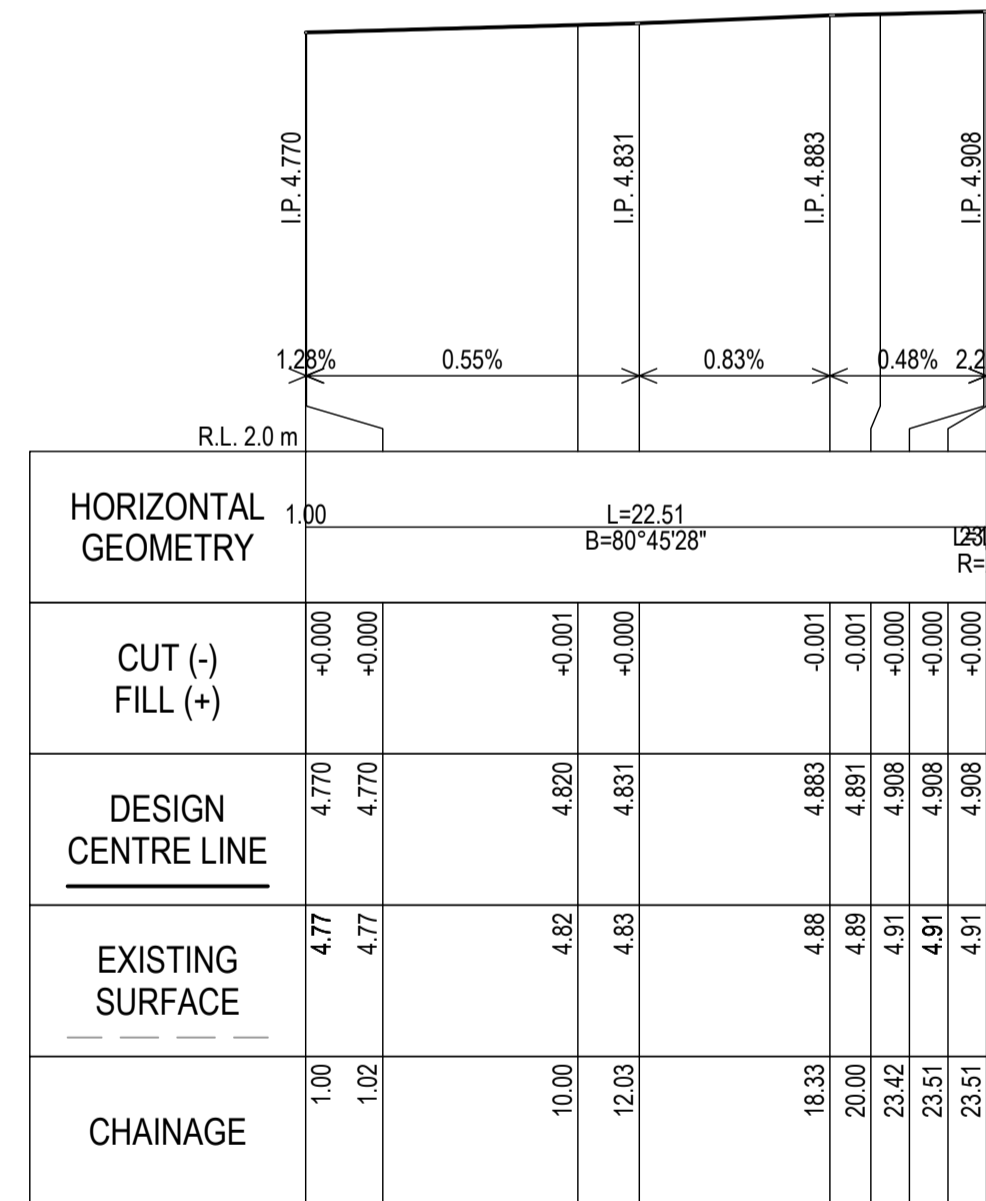 I.P. 4.770
I.P. 4.831
I.P. 4.883
I.P. 4.908
1.28%
0.55%
0.83%
0.48%
2.2
R.L. 2.0 m
HORIZONTAL
GEOMETRY
1.00
L=22.51
B=80°45'28"
R=
CUT (-)
FILL (+)
+0.000
+0.000
+0.001
+0.000
-0.001
-0.001
+0.000
+0.000
+0.000
DESIGN
CENTRE LINE
4.770
4.770
4.820
4.831
4.883
4.891
4.908
4.908
4.908
EXISTING
SURFACE
4.77
4.77
4.82
4.83
4.88
4.89
4.91
4.91
4.91
CHAINAGE
1.00
1.02
10.00
12.03
18.33
20.00
23.42
23.51
23.51